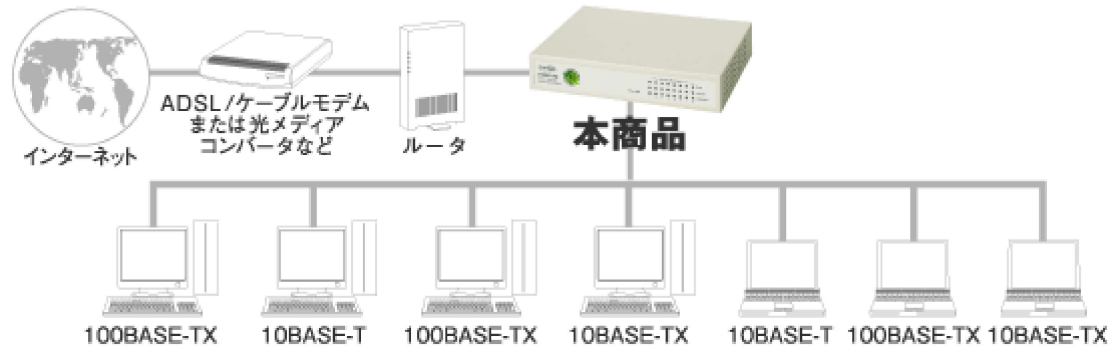 インターネット
ADSL/ケーブルモデム
または光メディア
コンバータなど
ルータ
本商品
100BASE-TX
10BASE-T
100BASE-TX
10BASE-TX
10BASE-T
100BASE-TX
10BASE-TX